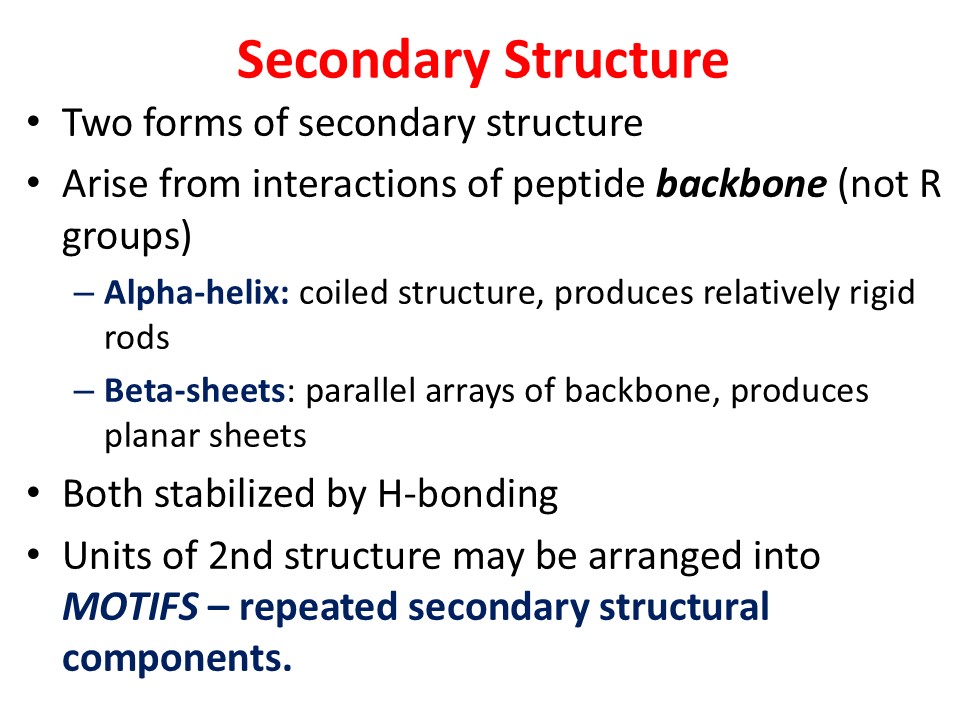 Secondary Structure
• Two forms of secondary structure
• Arise from interactions of peptide backbone (not R
groups)
– Alpha-helix: coiled structure, produces relatively rigid
rods
– Beta-sheets: parallel arrays of backbone, produces
planar sheets
• Both stabilized by H-bonding
• Units of 2nd structure may be arranged into
MOTIFS – repeated secondary structural
components.